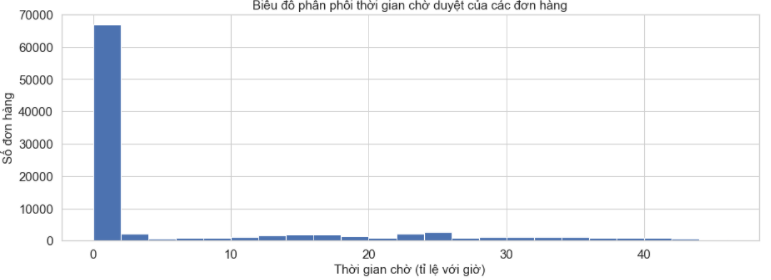 Biểu đồ phân phối thời gian chờ duyệt của các đơn hàng
70000
60000
50000
40000
30000
20000
10000
0
Số đơn hàng
0 10 20 30 40
Thời gian chờ (tỉ lệ với giờ)